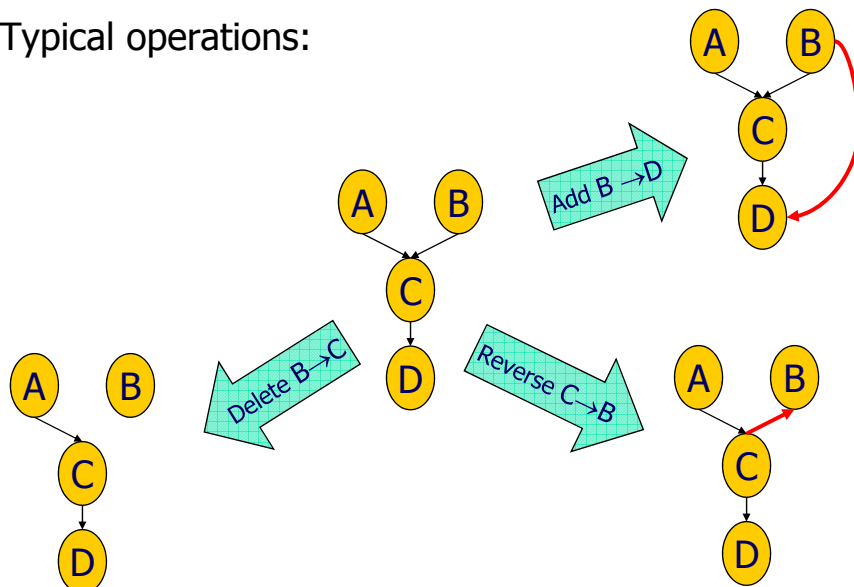 Typical operations:
A B
C
D
Add B →D
A B
C
D
Delete B→C
Reverse C→B
A B
C
D
A B
C
D